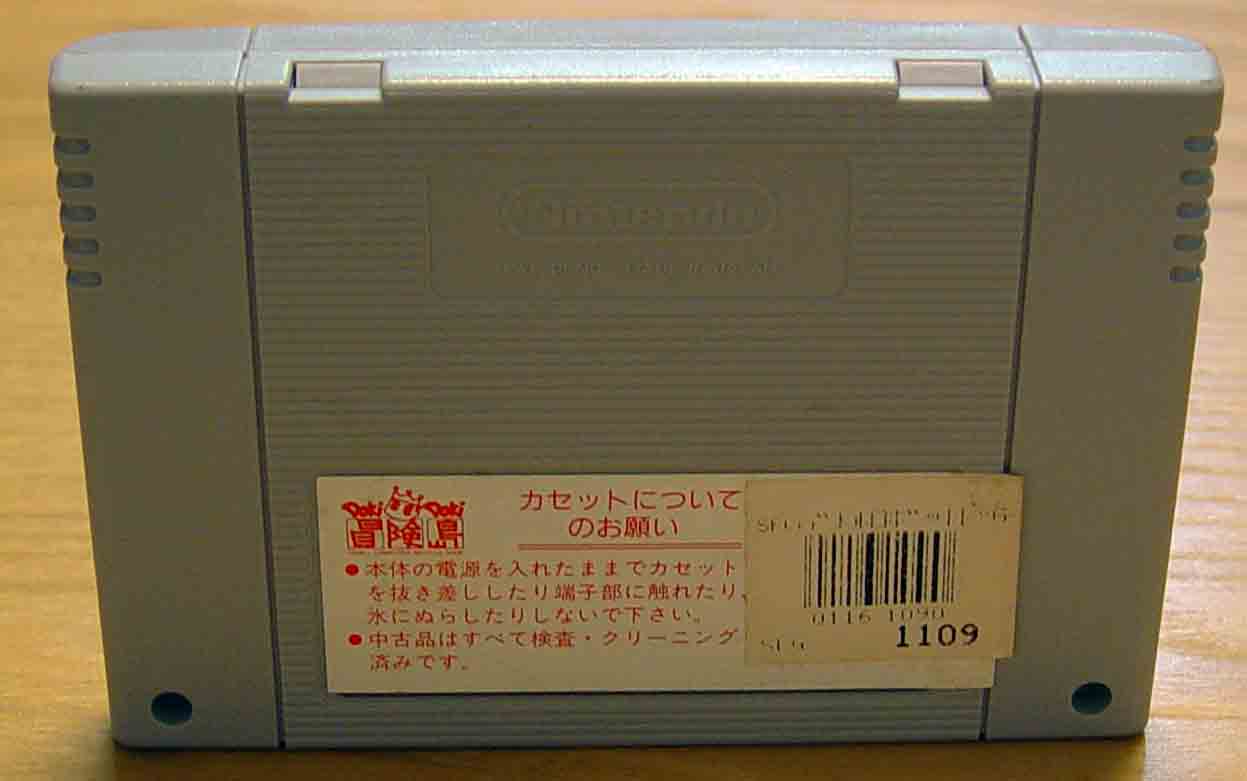 Nintendo
Doki Doki
冒険島
カセットについて
のお願い
●本体の電源を入れたままでカセット
を抜き差ししたり端子部に触れたり、
水にぬらしたりしないで下さい。
●中古品はすべて検査・クリーニング
済みです。
0116 1090
1109